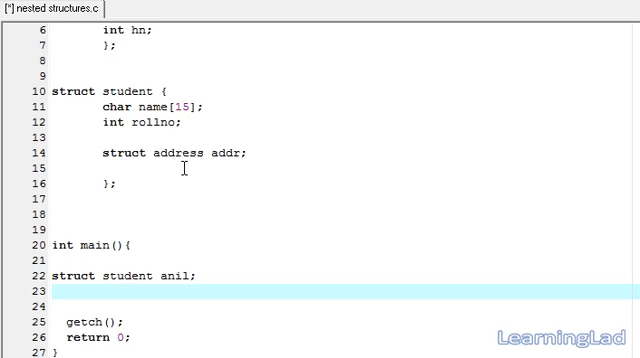 [*] nested structures.c
6 int hn;
7 };
8
9
10 struct student {
11 char name[15];
12 int rollno;
13
14 struct address addr;
15
16 };
17
18
19
20 int main(){
21
22 struct student anil;
23
24
25 getch();
26 return 0;
27 }
LearningLad